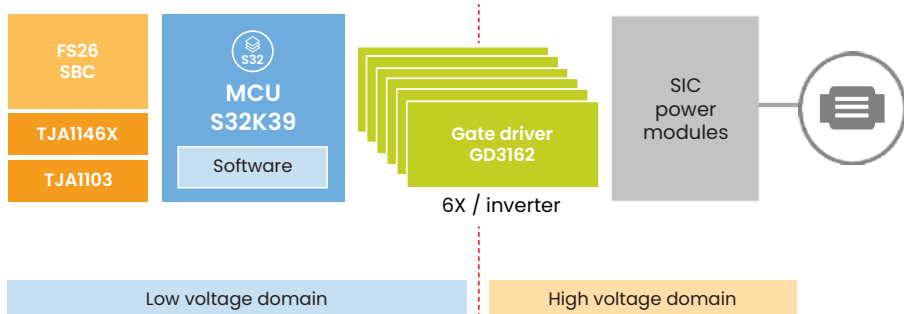 FS26
SBC
TJA1146X
TJA1103
S32
MCU
S32K39
Software
Gate driver
GD3162
6X / inverter
SIC
power
modules
Low voltage domain
High voltage domain